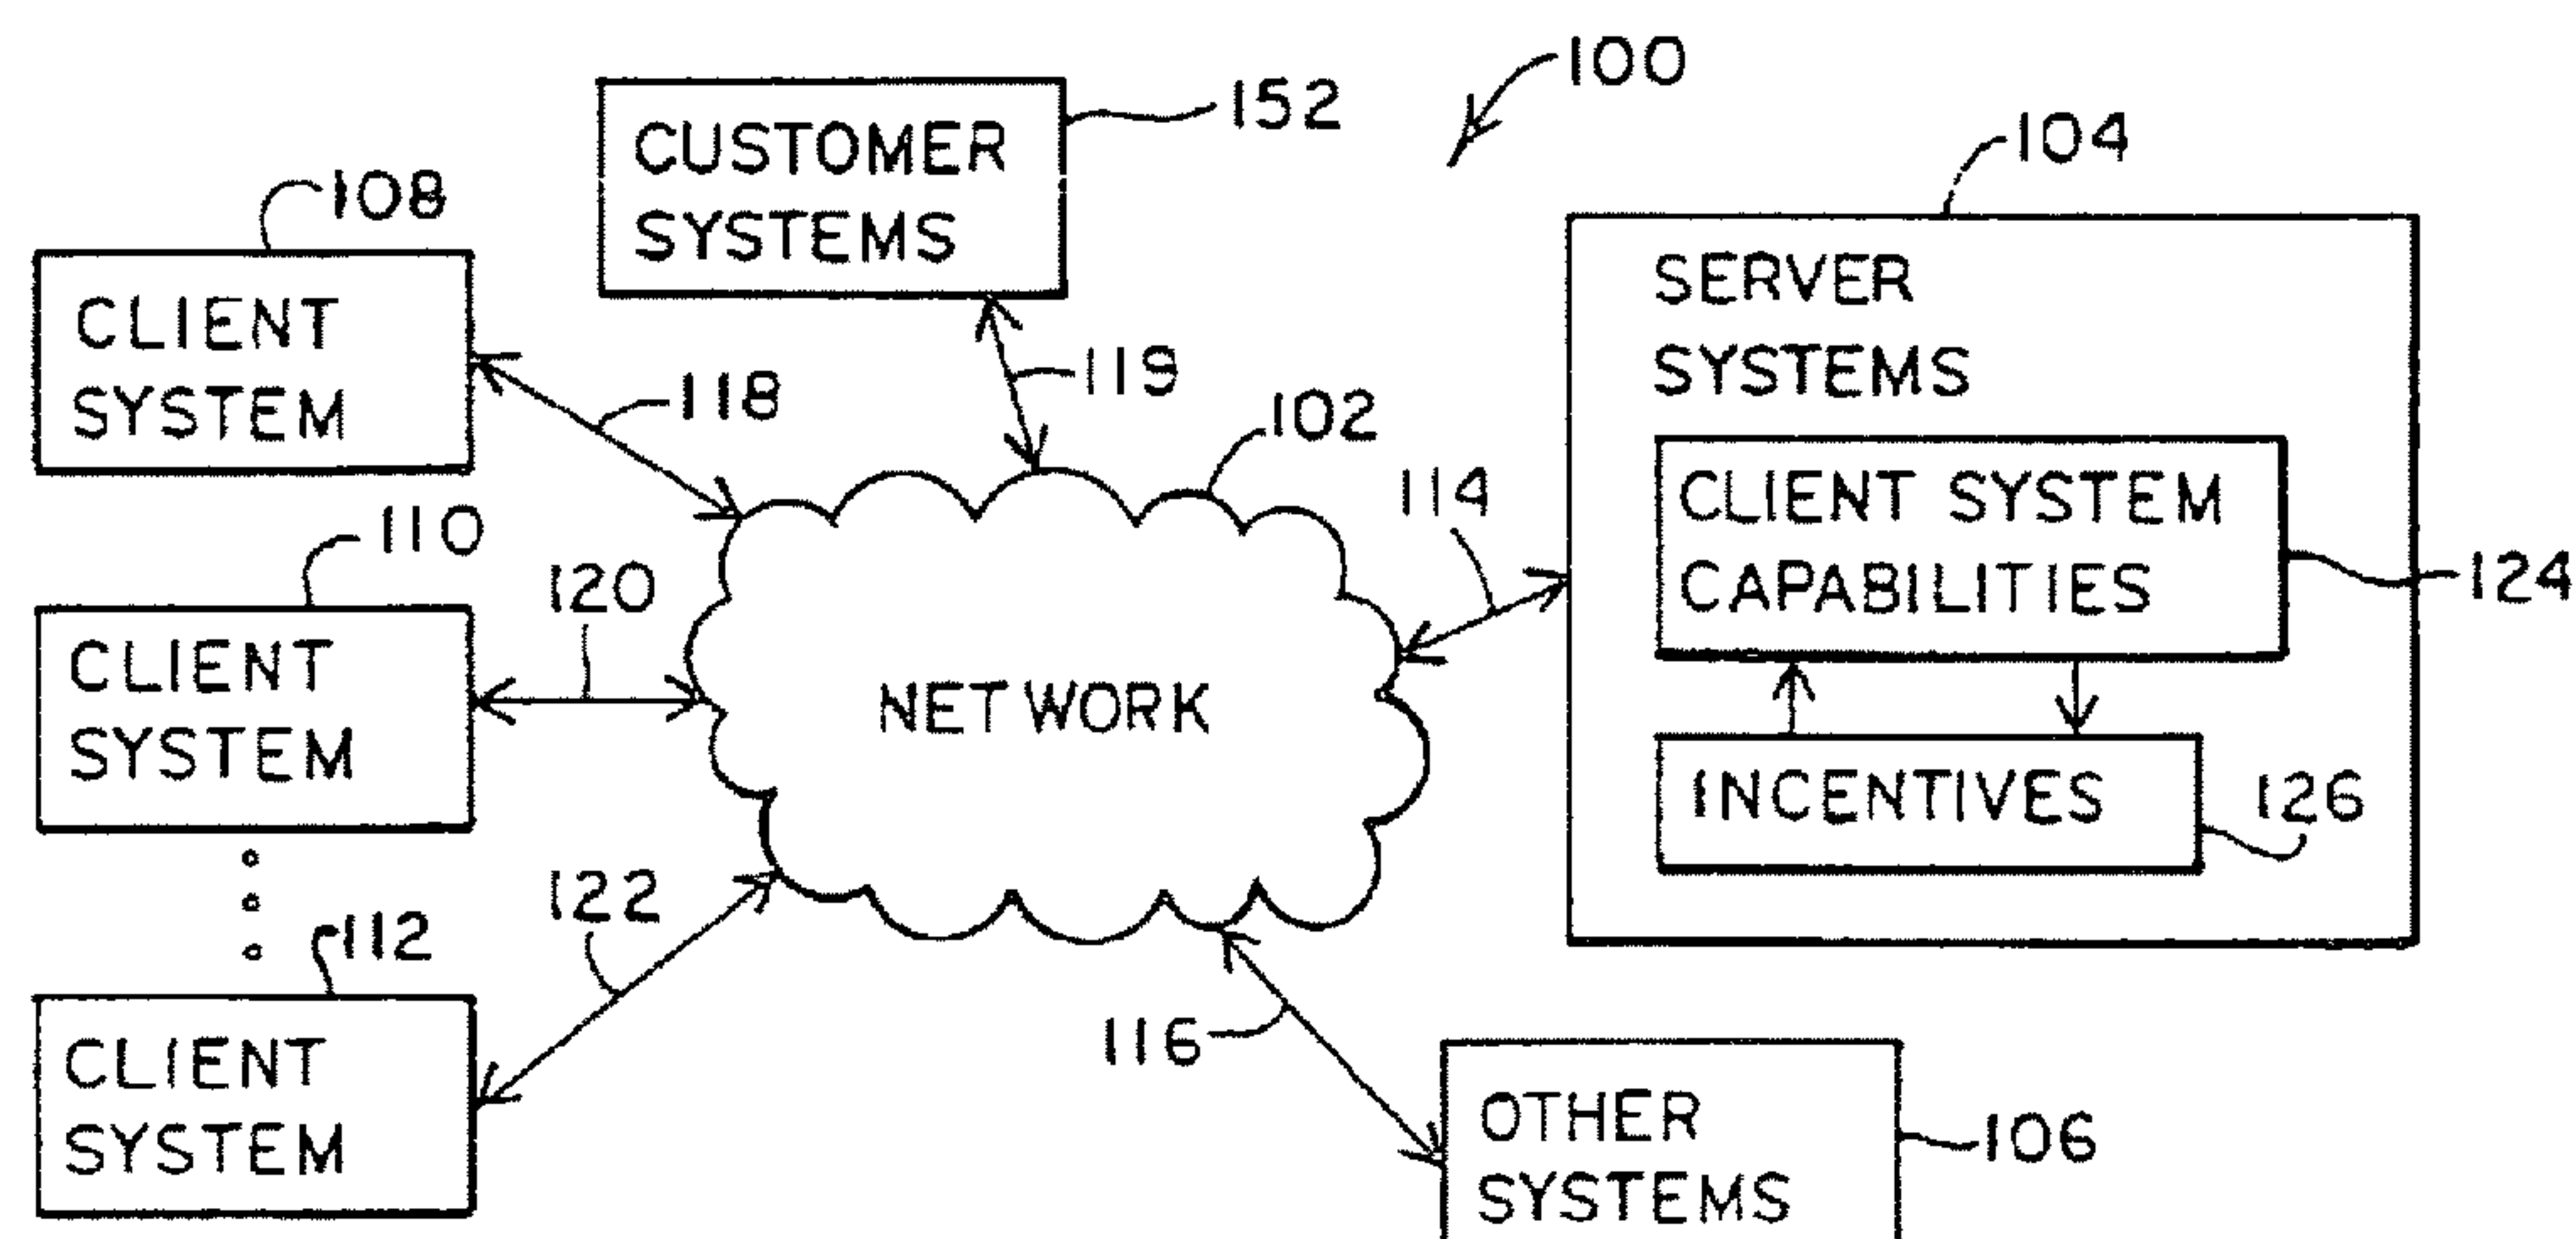 100
152
CUSTOMER
SYSTEMS
104
108
CLIENT
SYSTEM
SERVER
SYSTEMS
118
119
102
114
CLIENT SYSTEM
CAPABILITIES
124
110
120
CLIENT
SYSTEM
NETWORK
INCENTIVES
126
122
112
CLIENT
SYSTEM
116
OTHER
SYSTEMS
106